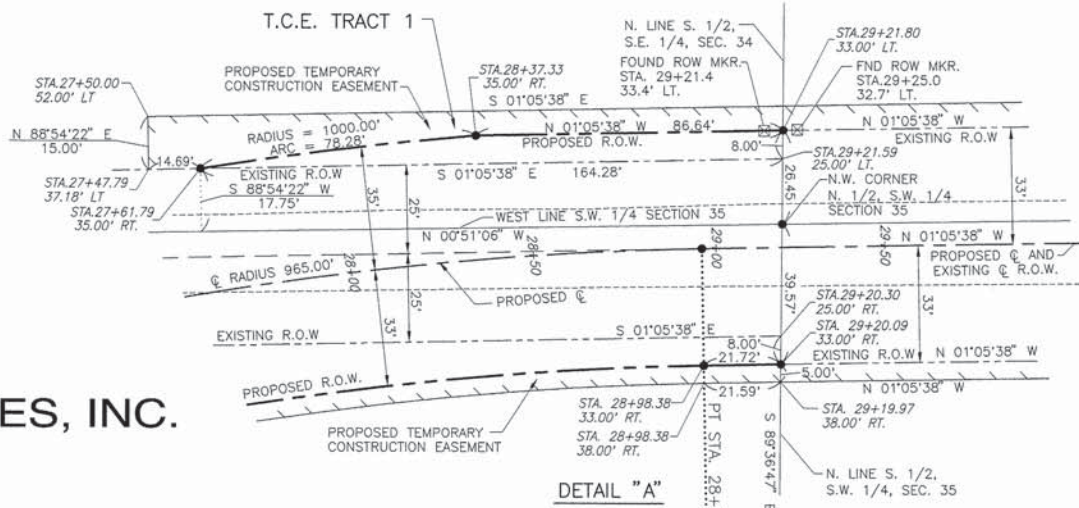 T.C.E. TRACT 1
N. LINE S. 1/2,
S.E. 1/4, SEC. 34
STA.29+21.80
33.00' LT.
FOUND ROW MKR.
STA. 29+21.4
33.4' LT.
FND ROW MKR.
STA.29+25.0
32.7' LT.
STA.27+50.00
52.00' LT
PROPOSED TEMPORARY
CONSTRUCTION EASEMENT
STA.28+37.33
35.00' RT.
S 01°05'38" E
N 88°54'22" E
15.00'
RADIUS = 1000.00'
ARC = 78.28'
N 01°05'38" W 86.64'
PROPOSED R.O.W.
N 01°05'38" W
EXISTING R.O.W
8.00'
14.69'
EXISTING R.O.W
S 01°05'38" E 164.28'
STA.29+21.59
25.00' LT.
STA.27+47.79
37.18' LT
STA.27+61.79
35.00' RT.
S 88°54'22" W
17.75'
35'
25'
26.45'
N.W. CORNER
N. 1/2, S.W. 1/4
SECTION 35
33'
WEST LINE S.W. 1/4 SECTION 35
N 00°51'06" W
28+00
28+50
29+00
29+50
N 01°05'38" W
PROPOSED ℄ AND
EXISTING ℄ R.O.W.
℄ RADIUS 965.00'
PROPOSED ℄
25'
33'
39.57'
33'
STA.29+20.30
25.00' RT.
EXISTING R.O.W
S 01°05'38" E
8.00'
STA. 29+20.09
33.00' RT.
21.72'
EXISTING R.O.W
N 01°05'38" W
PROPOSED R.O.W.
5.00'
N 01°05'38" W
21.59'
ES, INC.
PROPOSED TEMPORARY
CONSTRUCTION EASEMENT
STA. 28+98.38
33.00' RT.
STA. 28+98.38
38.00' RT.
STA. 29+19.97
38.00' RT.
PT STA. 28+
S 89°36'47"
N. LINE S. 1/2,
S.W. 1/4, SEC. 35
DETAIL "A"